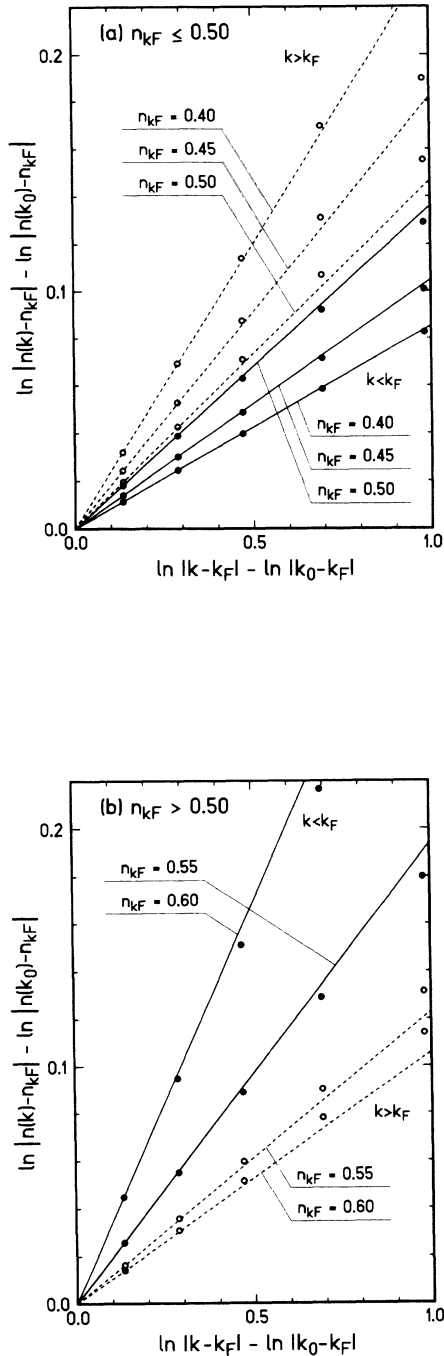 (a) n_kF ≤ 0.50
k>k_F
n_kF = 0.40
n_kF = 0.45
n_kF = 0.50
k<k_F
n_kF = 0.40
n_kF = 0.45
n_kF = 0.50
0.2
0.1
0.0
0.0 0.5 1.0
ln |n(k)-n_kF| - ln |n(k_0)-n_kF|
ln |k-k_F| - ln |k_0-k_F|
(b) n_kF > 0.50
k<k_F
n_kF = 0.55
n_kF = 0.60
k>k_F
n_kF = 0.55
n_kF = 0.60
0.2
0.1
0.0
0.0 0.5 1.0
ln |n(k)-n_kF| - ln |n(k_0)-n_kF|
ln |k-k_F| - ln |k_0-k_F|